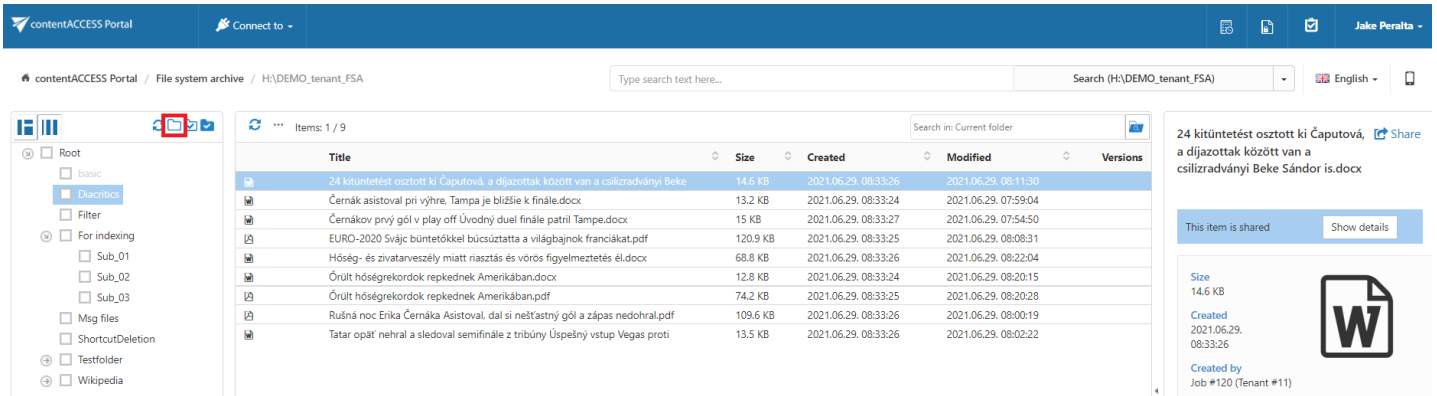 contentACCESS Portal
Connect to
Jake Peralta
contentACCESS Portal / File system archive / H:\DEMO_tenant_FSA
Type search text here...
Search (H:\DEMO_tenant_FSA)
English
Items: 1 / 9
Search in: Current folder
Root
basic
Diacritics
Filter
For indexing
Sub_01
Sub_02
Sub_03
Msg files
ShortcutDeletion
Testfolder
Wikipedia
Title Size Created Modified Versions
24 kitüntetést osztott ki Čaputová, a díjazottak között van a csilizradványi Beke 14.6 KB 2021.06.29. 08:33:26 2021.06.29. 08:11:30
Černák asistoval pri výhre, Tampa je bližšie k finále.docx 13.2 KB 2021.06.29. 08:33:24 2021.06.29. 07:59:04
Černákov prvý gól v play off Úvodný duel finále patril Tampe.docx 15 KB 2021.06.29. 08:33:27 2021.06.29. 07:54:50
EURO-2020 Svájc büntetőkkel búcsúztatta a világbajnok franciákat.pdf 120.9 KB 2021.06.29. 08:33:25 2021.06.29. 08:08:31
Hőség- és zivatarveszély miatt riasztás és vörös figyelmeztetés él.docx 68.8 KB 2021.06.29. 08:33:26 2021.06.29. 08:22:04
Őrült hőségrekordok repkednek Amerikában.docx 12.8 KB 2021.06.29. 08:33:24 2021.06.29. 08:20:15
Őrült hőségrekordok repkednek Amerikában.pdf 74.2 KB 2021.06.29. 08:33:25 2021.06.29. 08:20:28
Rušná noc Erika Černáka Asistoval, dal si nešťastný gól a zápas nedohral.pdf 109.6 KB 2021.06.29. 08:33:26 2021.06.29. 08:00:19
Tatar opäť nehral a sledoval semifinále z tribúny Úspešný vstup Vegas proti 13.5 KB 2021.06.29. 08:33:26 2021.06.29. 08:02:22
24 kitüntetést osztott ki Čaputová, Share
a díjazottak között van a
csilizradványi Beke Sándor is.docx
This item is shared Show details
Size
14.6 KB
Created
2021.06.29.
08:33:26
Created by
Job #120 (Tenant #11)
W